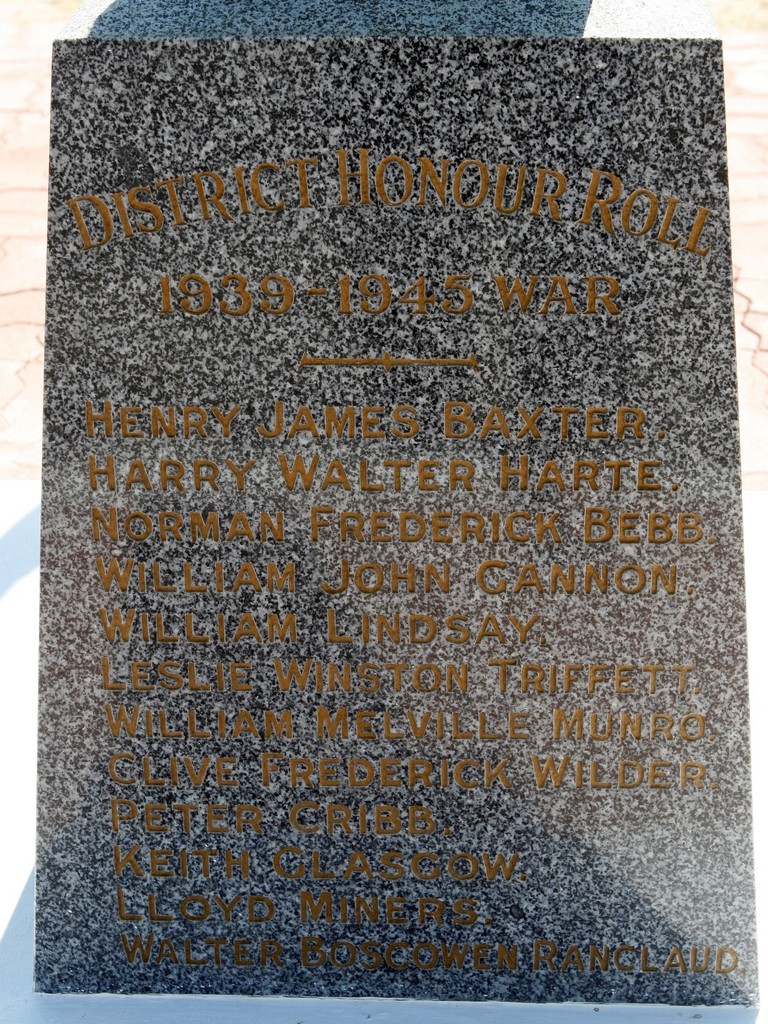 DISTRICT HONOUR ROLL
1939-1945 WAR
HENRY JAMES BAXTER.
HARRY WALTER HARTE.
NORMAN FREDERICK BEBB.
WILLIAM JOHN GANNON.
WILLIAM LINDSAY.
LESLIE WINSTON TRIFFETT.
WILLIAM MELVILLE MUNRO.
CLIVE FREDERICK WILDER.
PETER CRIBB.
KEITH GLASGOW.
LLOYD MINERS.
WALTER BOSCOWEN RANCLAUD.